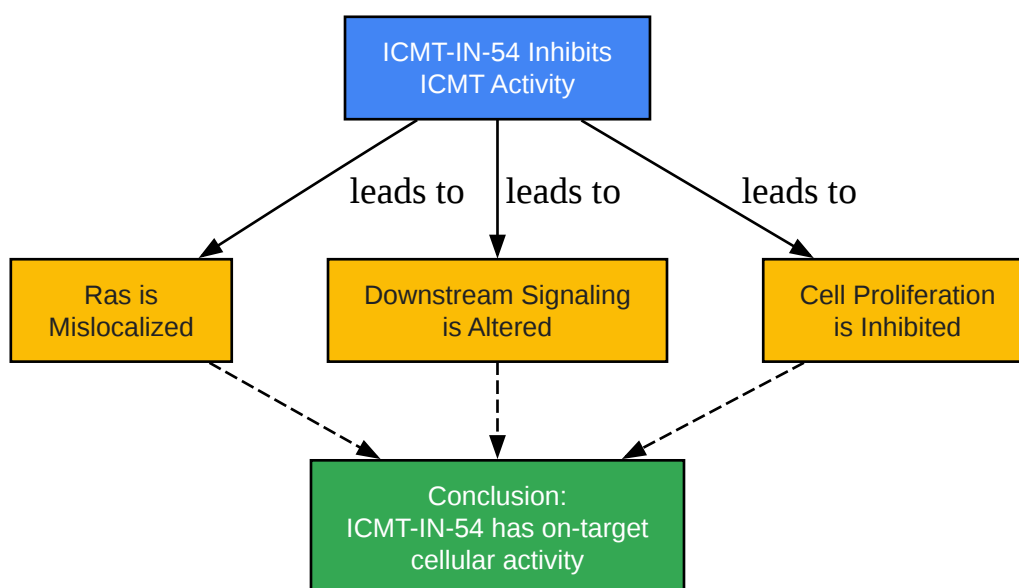 ICMT-IN-54 Inhibits
ICMT Activity
leads to
leads to
leads to
Ras is
Mislocalized
Downstream Signaling
is Altered
Cell Proliferation
is Inhibited
Conclusion:
ICMT-IN-54 has on-target
cellular activity